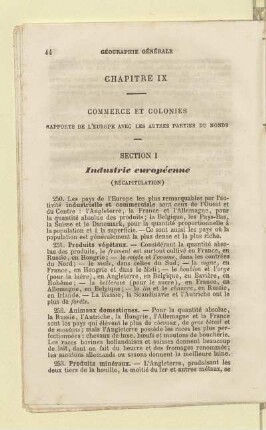 44 GÉOGRAPHIE GÉNÉRALE
CHAPITRE IX
COMMERCE ET COLONIES
RAPPORTS DE L'EUROPE AVEC LES AUTRES PARTIES DU MONDE
SECTION I
Industrie européenne
(RÉCAPITULATION)
250. Les pays de l'Europe les plus remarquables par l'ac-
tivité industrielle et commerciale sont ceux de l'Ouest et
du Centre : l'Angleterre, la France et l'Allemagne, pour
la quantité absolue des produits ; la Belgique, les Pays-Bas,
la Suisse et le Danemark, pour la quantité proportionnelle à
la population et à la superficie. — Ce sont aussi les pays où la
population est généralement la plus dense et la plus riche.
251. Produits végétaux. — Considérant la quantité abso-
lue des produits, le froment est surtout cultivé en France, en
Russie, en Hongrie ; — le seigle et l'avoine, dans les contrées
du Nord ; — le maïs, dans celles du Sud ; — la vigne, en
France, en Hongrie et dans le Midi ; — le houblon et l'orge
(pour la bière), en Angleterre, en Belgique, en Bavière, en
Bohême ; — la betterave (pour le sucre), en France, en
Allemagne, en Belgique ; — le lin et le chanvre, en Russie,
en Irlande. — La Russie, la Scandinavie et l'Autriche ont le
plus de forêts.
252. Animaux domestiques. — Pour la quantité absolue,
la Russie, l'Autriche, la Hongrie, l'Allemagne et la France
sont les pays qui élèvent le plus de chevaux, de gros bétail et
de moutons ; mais l'Angleterre possède les races les plus per-
fectionnées : chevaux de luxe, bœufs et moutons de boucherie.
Les races bovines hollandaises et suisses donnent beaucoup
de lait, dont on fait du beurre et des fromages renommés ;
les moutons allemands ou saxons donnent la meilleure laine.
253. Produits minéraux. — L'Angleterre, produisant les
deux tiers de la houille, la moitié du fer et autres métaux, se